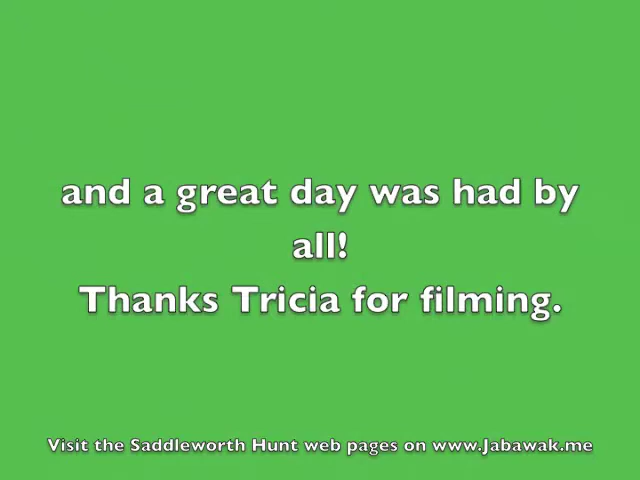 and a great day was had by
all!
Thanks Tricia for filming.
Visit the Saddleworth Hunt web pages on www.Jabawak.me